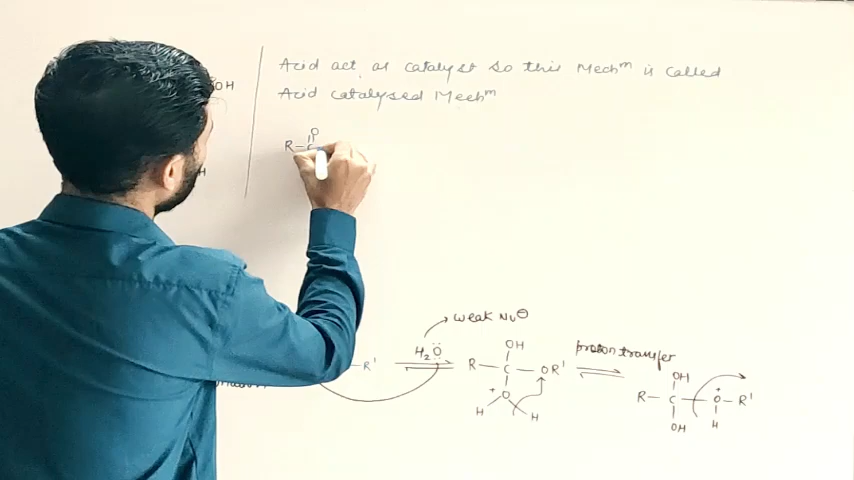 Acid act as catalyst so this Mechᵐ is called
Acid catalysed Mechᵐ
OH
O
R–C
H
weak Nu⊖
H₂Ö:
–R'
OH
R–C–OR'
+O
H H
proton transfer
OH
R–C–O⁺–R'
OH H